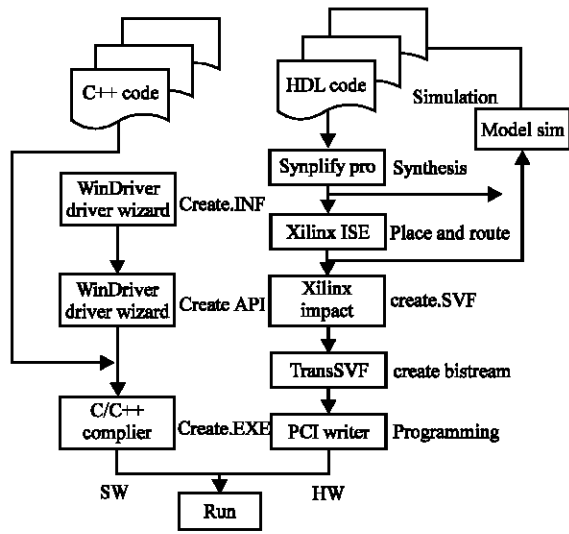 C++ code
HDL code
Simulation
Model sim
Synplify pro
Synthesis
WinDriver
driver wizard
Create.INF
Xilinx ISE
Place and route
WinDriver
driver wizard
Create API
Xilinx
impact
create.SVF
TransSVF
create bistream
C/C++
complier
Create.EXE
PCI writer
Programming
SW
HW
Run